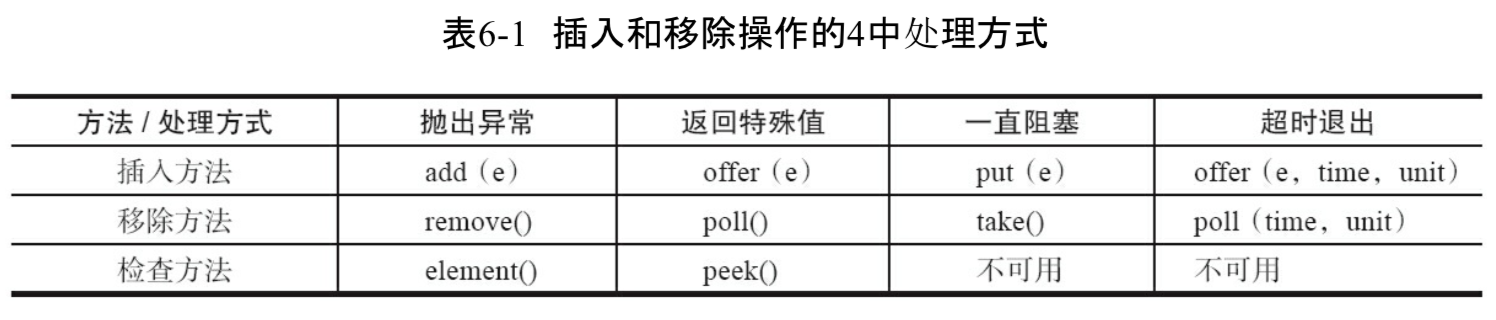 表6-1 插入和移除操作的4中处理方式
方法 / 处理方式 抛出异常 返回特殊值 一直阻塞 超时退出
插入方法 add（e） offer（e） put（e） offer（e，time，unit）
移除方法 remove() poll() take() poll（time，unit）
检查方法 element() peek() 不可用 不可用